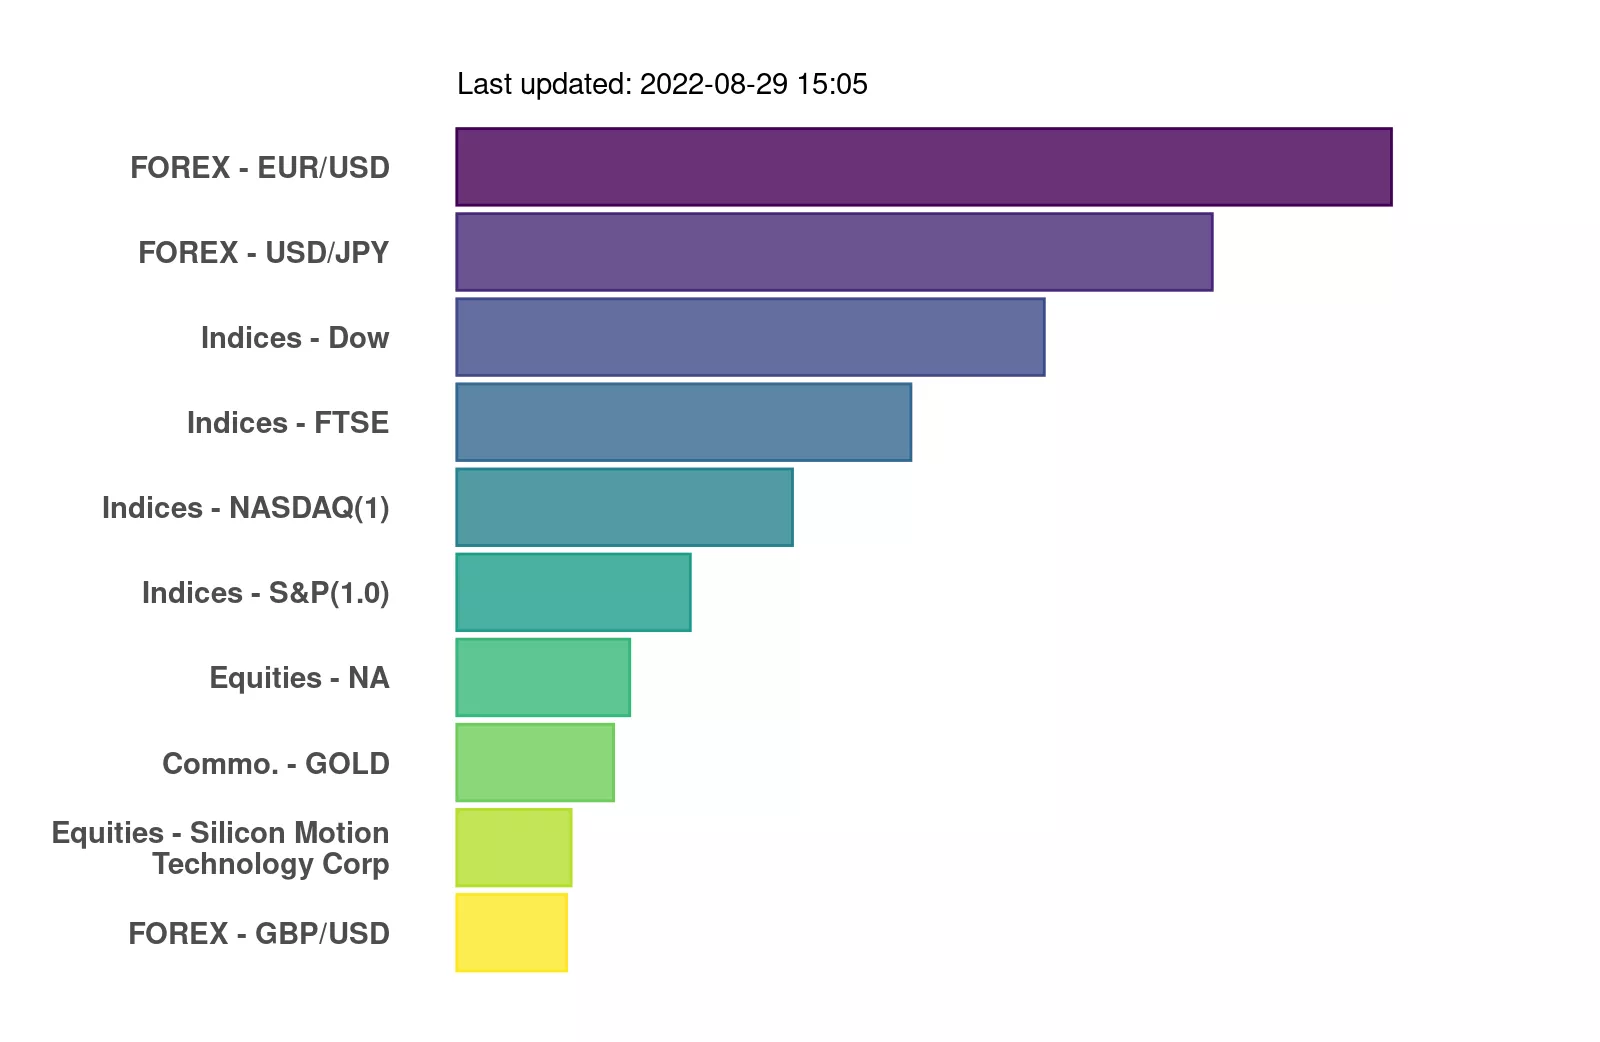 Last updated: 2022-08-29 15:05
FOREX - EUR/USD
FOREX - USD/JPY
Indices - Dow
Indices - FTSE
Indices - NASDAQ(1)
Indices - S&P(1.0)
Equities - NA
Commo. - GOLD
Equities - Silicon Motion
Technology Corp
FOREX - GBP/USD